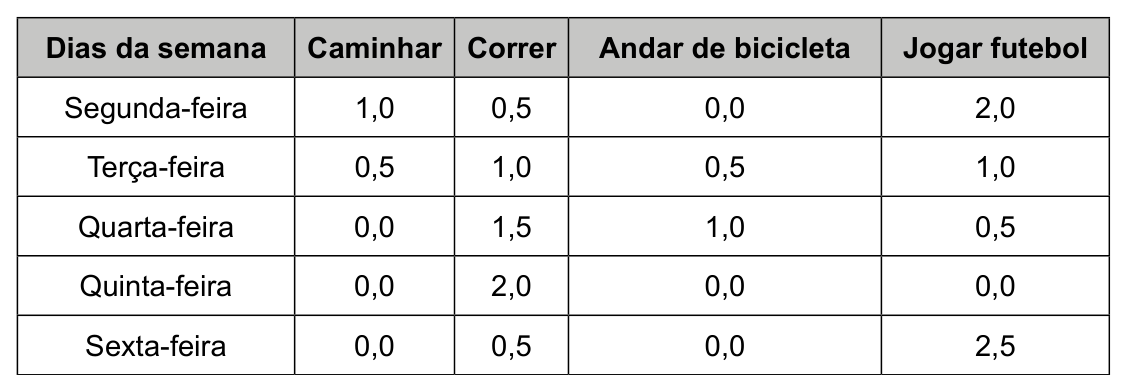 Dias da semana Caminhar Correr Andar de bicicleta Jogar futebol
Segunda-feira 1,0 0,5 0,0 2,0
Terça-feira 0,5 1,0 0,5 1,0
Quarta-feira 0,0 1,5 1,0 0,5
Quinta-feira 0,0 2,0 0,0 0,0
Sexta-feira 0,0 0,5 0,0 2,5